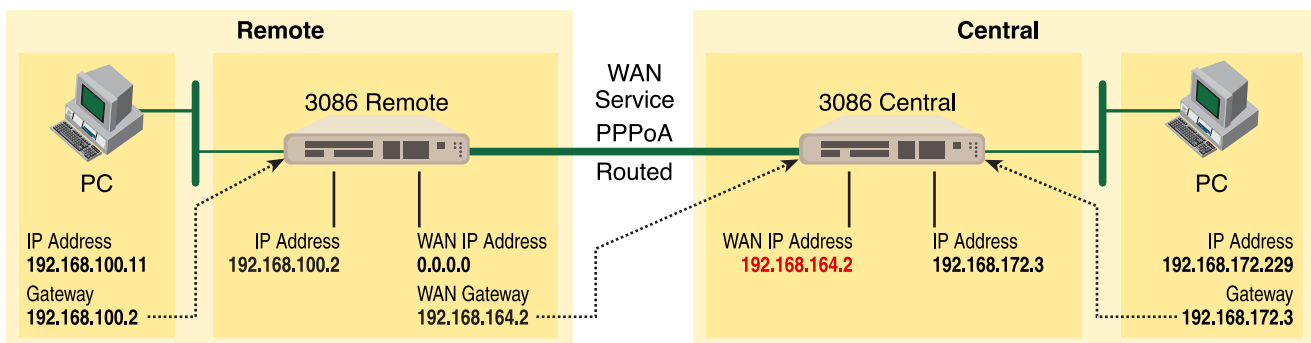 Remote
PC
IP Address
192.168.100.11
Gateway
192.168.100.2
3086 Remote
IP Address
192.168.100.2
WAN IP Address
0.0.0.0
WAN Gateway
192.168.164.2
WAN
Service
PPPoA
Routed
Central
3086 Central
WAN IP Address
192.168.164.2
IP Address
192.168.172.3
PC
IP Address
192.168.172.229
Gateway
192.168.172.3